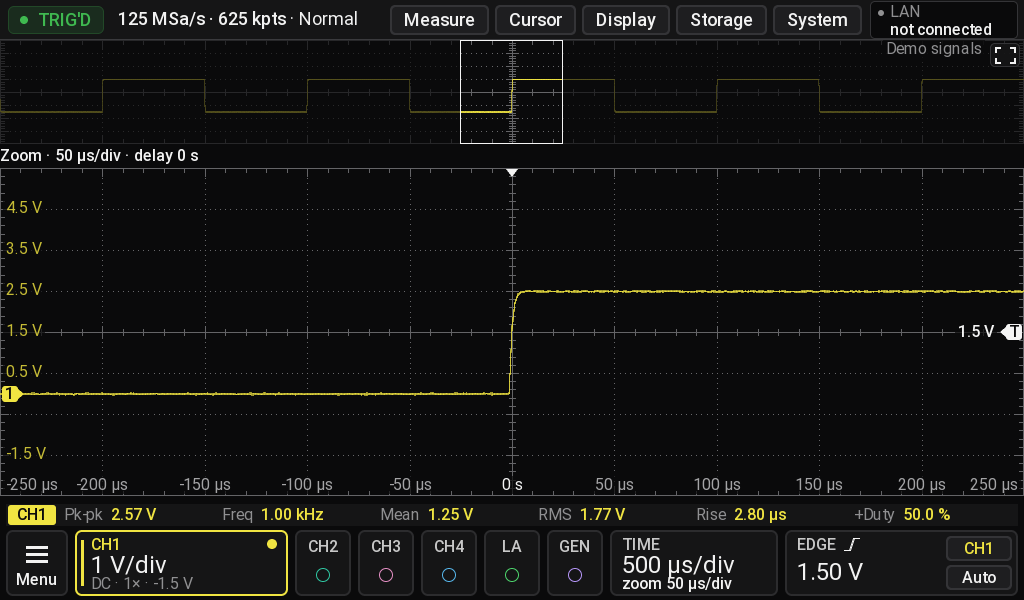 TRIG'D 125 MSa/s · 625 kpts · Normal Measure Cursor Display Storage System LAN
not connected
Demo signals
Zoom · 50 µs/div · delay 0 s
4.5 V
3.5 V
2.5 V
1.5 V 1.5 V T
0.5 V
1
-1.5 V
-250 µs -200 µs -150 µs -100 µs -50 µs 0 s 50 µs 100 µs 150 µs 200 µs 250 µs
CH1 Pk-pk 2.57 V Freq 1.00 kHz Mean 1.25 V RMS 1.77 V Rise 2.80 µs +Duty 50.0 %
Menu
CH1
1 V/div
DC · 1× · -1.5 V
CH2 CH3 CH4 LA GEN
TIME
500 µs/div
zoom 50 µs/div
EDGE
1.50 V
CH1
Auto